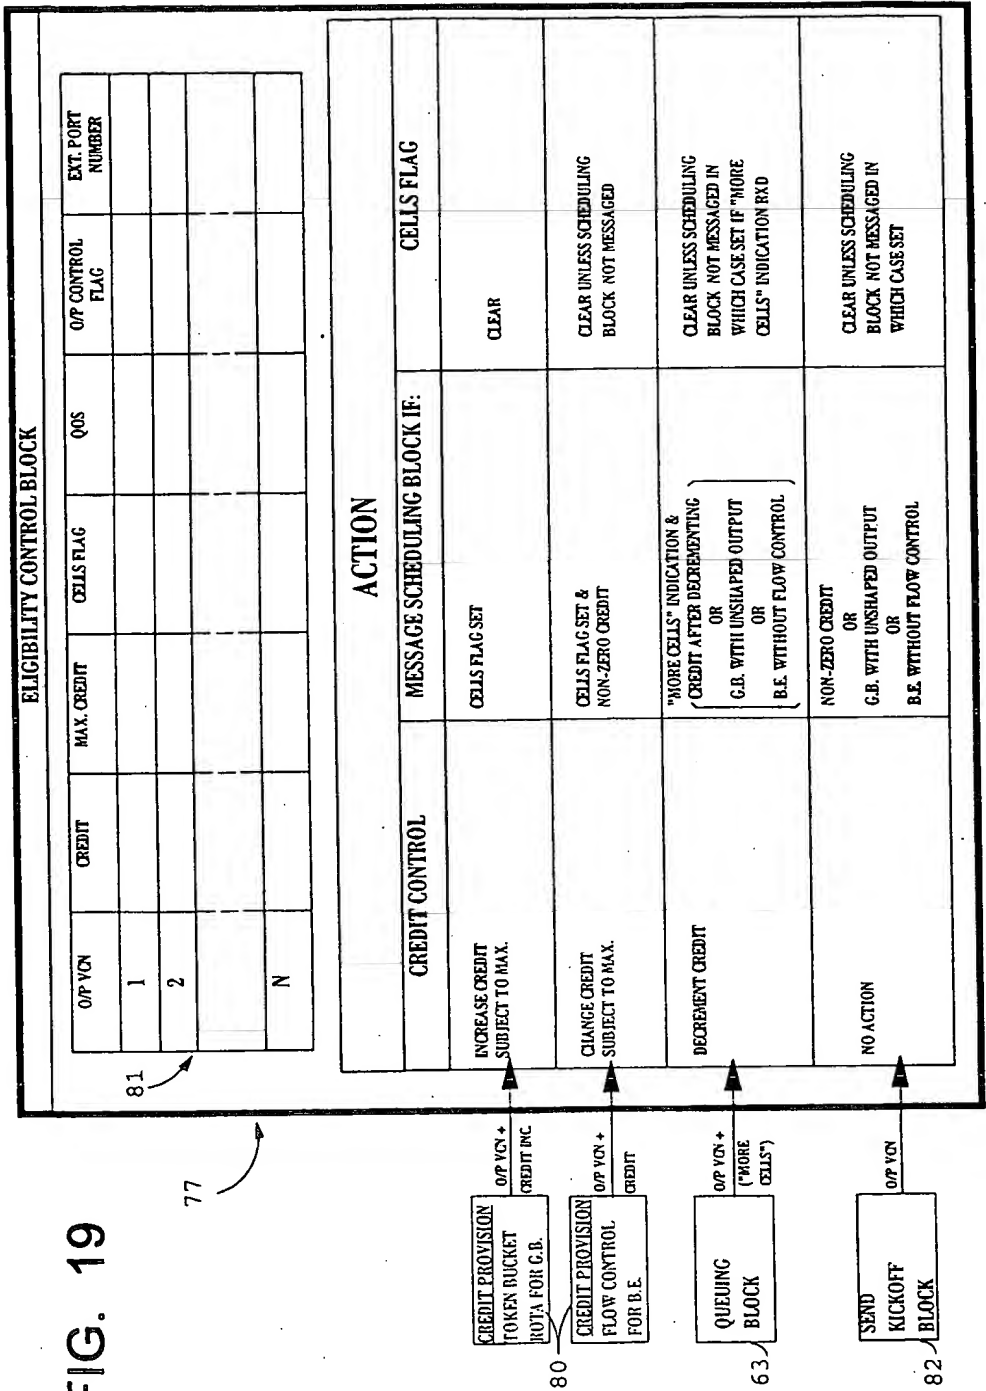 FIG. 19
77
ELIGIBILITY CONTROL BLOCK
81
O/P VCN
CREDIT
MAX. CREDIT
CELLS FLAG
QOS
O/P CONTROL
FLAG
EXT. PORT
NUMBER
1
2
N
ACTION
CREDIT CONTROL
MESSAGE SCHEDULING BLOCK IF:
CELLS FLAG
CREDIT PROVISION
TOKEN BUCKET
ROTA FOR G.B.
O/P VCN +
CREDIT INC.
INCREASE CREDIT
SUBJECT TO MAX.
CELLS FLAG SET
CLEAR
80
CREDIT PROVISION
FLOW CONTROL
FOR B.E.
O/P VCN +
CREDIT
CHANGE CREDIT
SUBJECT TO MAX.
CELLS FLAG SET &
NON-ZERO CREDIT
CLEAR UNLESS SCHEDULING
BLOCK NOT MESSAGED
QUEUING
BLOCK
63
O/P VCN +
("MORE
CELLS")
DECREMENT CREDIT
"MORE CELLS" INDICATION &
CREDIT AFTER DECREMENTING
OR
G.B. WITH UNSHAPED OUTPUT
OR
B.E. WITHOUT FLOW CONTROL
CLEAR UNLESS SCHEDULING
BLOCK NOT MESSAGED IN
WHICH CASE SET IF "MORE
CELLS" INDICATION RXD
SEND
KICKOFF
BLOCK
82
O/P VCN
NO ACTION
NON-ZERO CREDIT
OR
G.B. WITH UNSHAPED OUTPUT
OR
B.E. WITHOUT FLOW CONTROL
CLEAR UNLESS SCHEDULING
BLOCK NOT MESSAGED IN
WHICH CASE SET